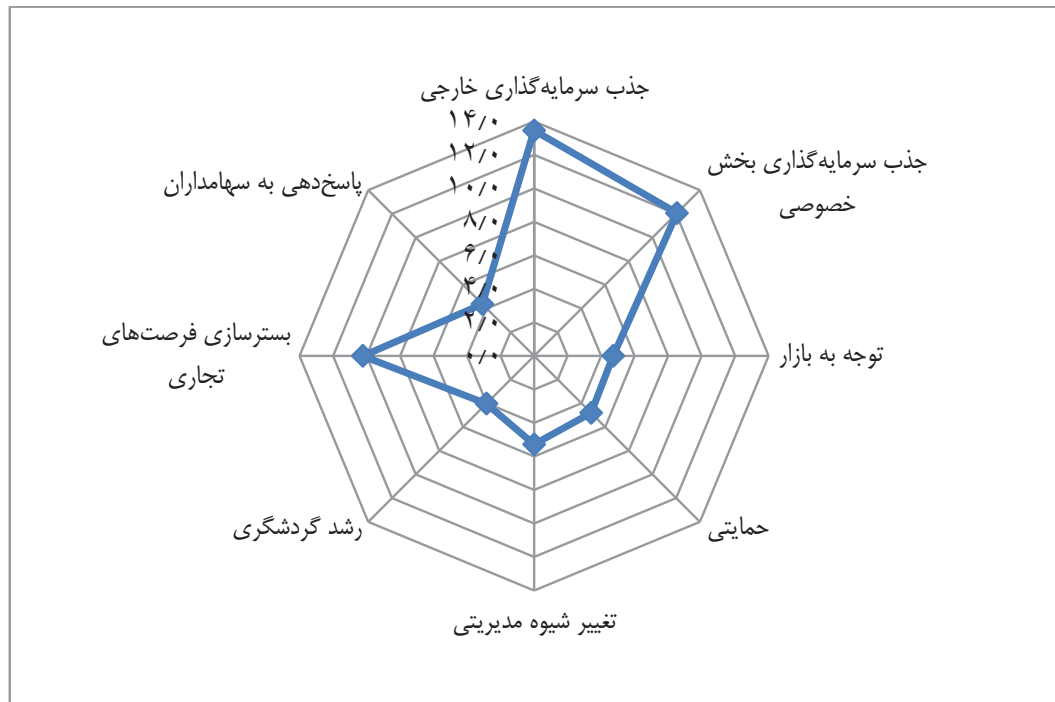 جذب سرمایه‌گذاری خارجی
جذب سرمایه‌گذاری بخش
خصوصی
توجه به بازار
حمایتی
تغییر شیوه مدیریتی
رشد گردشگری
بسترسازی فرصت‌های
تجاری
پاسخ‌دهی به سهامداران
۱۴/۰
۱۲/۰
۱۰/۰
۸/۰
۶/۰
۴/۰
۲/۰
۰/۰